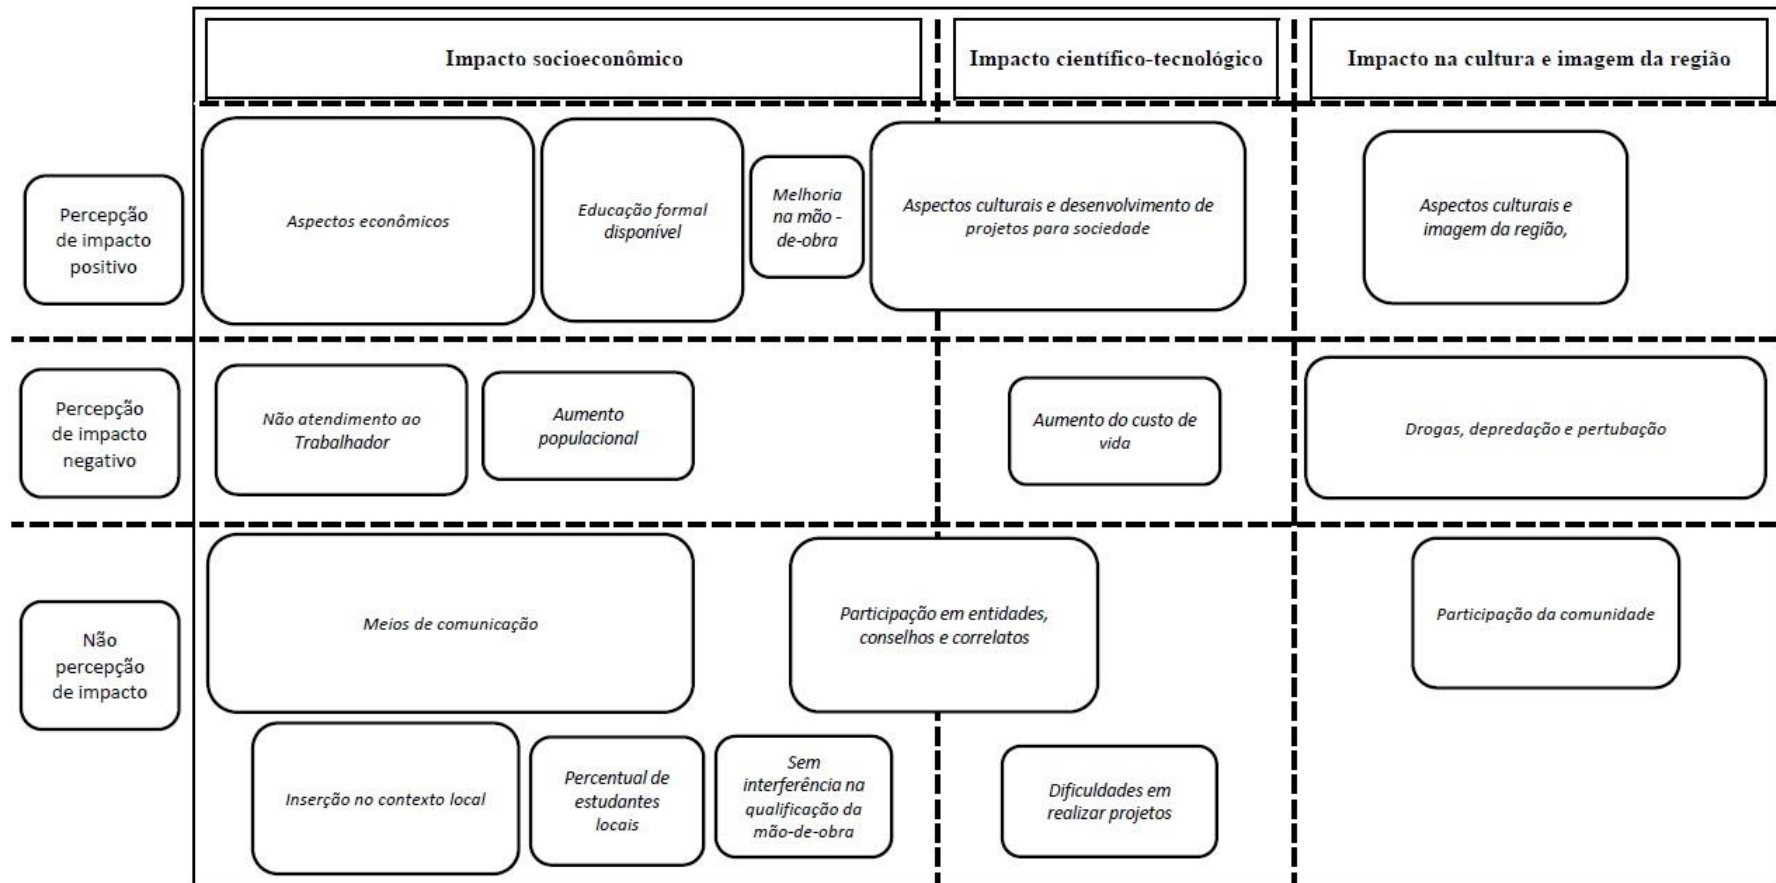 Impacto socioeconômico
Impacto científico-tecnológico
Impacto na cultura e imagem da região
Percepção
de impacto
positivo
Aspectos econômicos
Educação formal
disponível
Melhoria
na mão -
de-obra
Aspectos culturais e desenvolvimento de
projetos para sociedade
Aspectos culturais e
imagem da região,
Percepção
de impacto
negativo
Não atendimento ao
Trabalhador
Aumento
populacional
Aumento do custo de
vida
Drogas, depredação e pertubação
Não
percepção
de impacto
Meios de comunicação
Participação em entidades,
conselhos e correlatos
Participação da comunidade
Inserção no contexto local
Percentual de
estudantes
locais
Sem
interferência na
qualificação da
mão-de-obra
Dificuldades em
realizar projetos